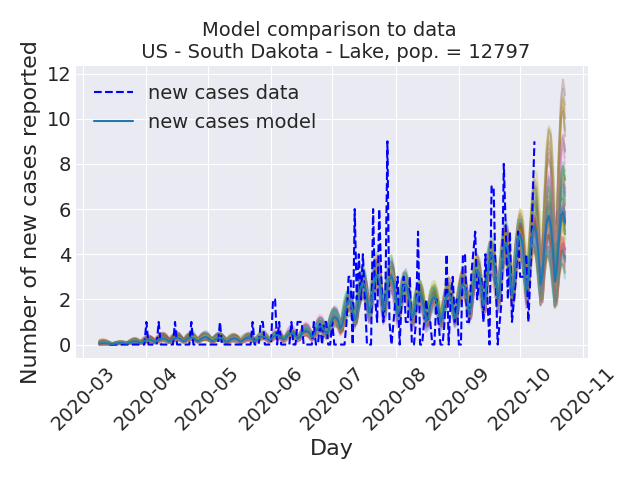 Model comparison to data
US - South Dakota - Lake, pop. = 12797
Number of new cases reported
12
10
8
6
4
2
0
new cases data
new cases model
2020-03
2020-04
2020-05
2020-06
2020-07
2020-08
2020-09
2020-10
2020-11
Day